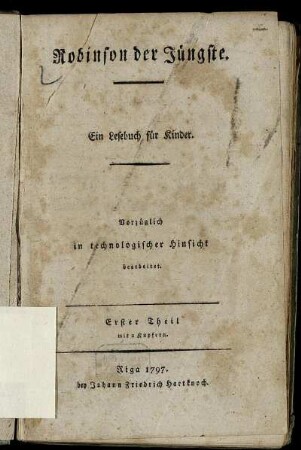 Robinson der Jüngste.
Ein Lesebuch für Kinder.
Vorzüglich
in technologischer Hinsicht
bearbeitet.
Erster Theil
mit 2 Kupfern.
Riga 1797.
bey Johann Friedrich Hartknoch.